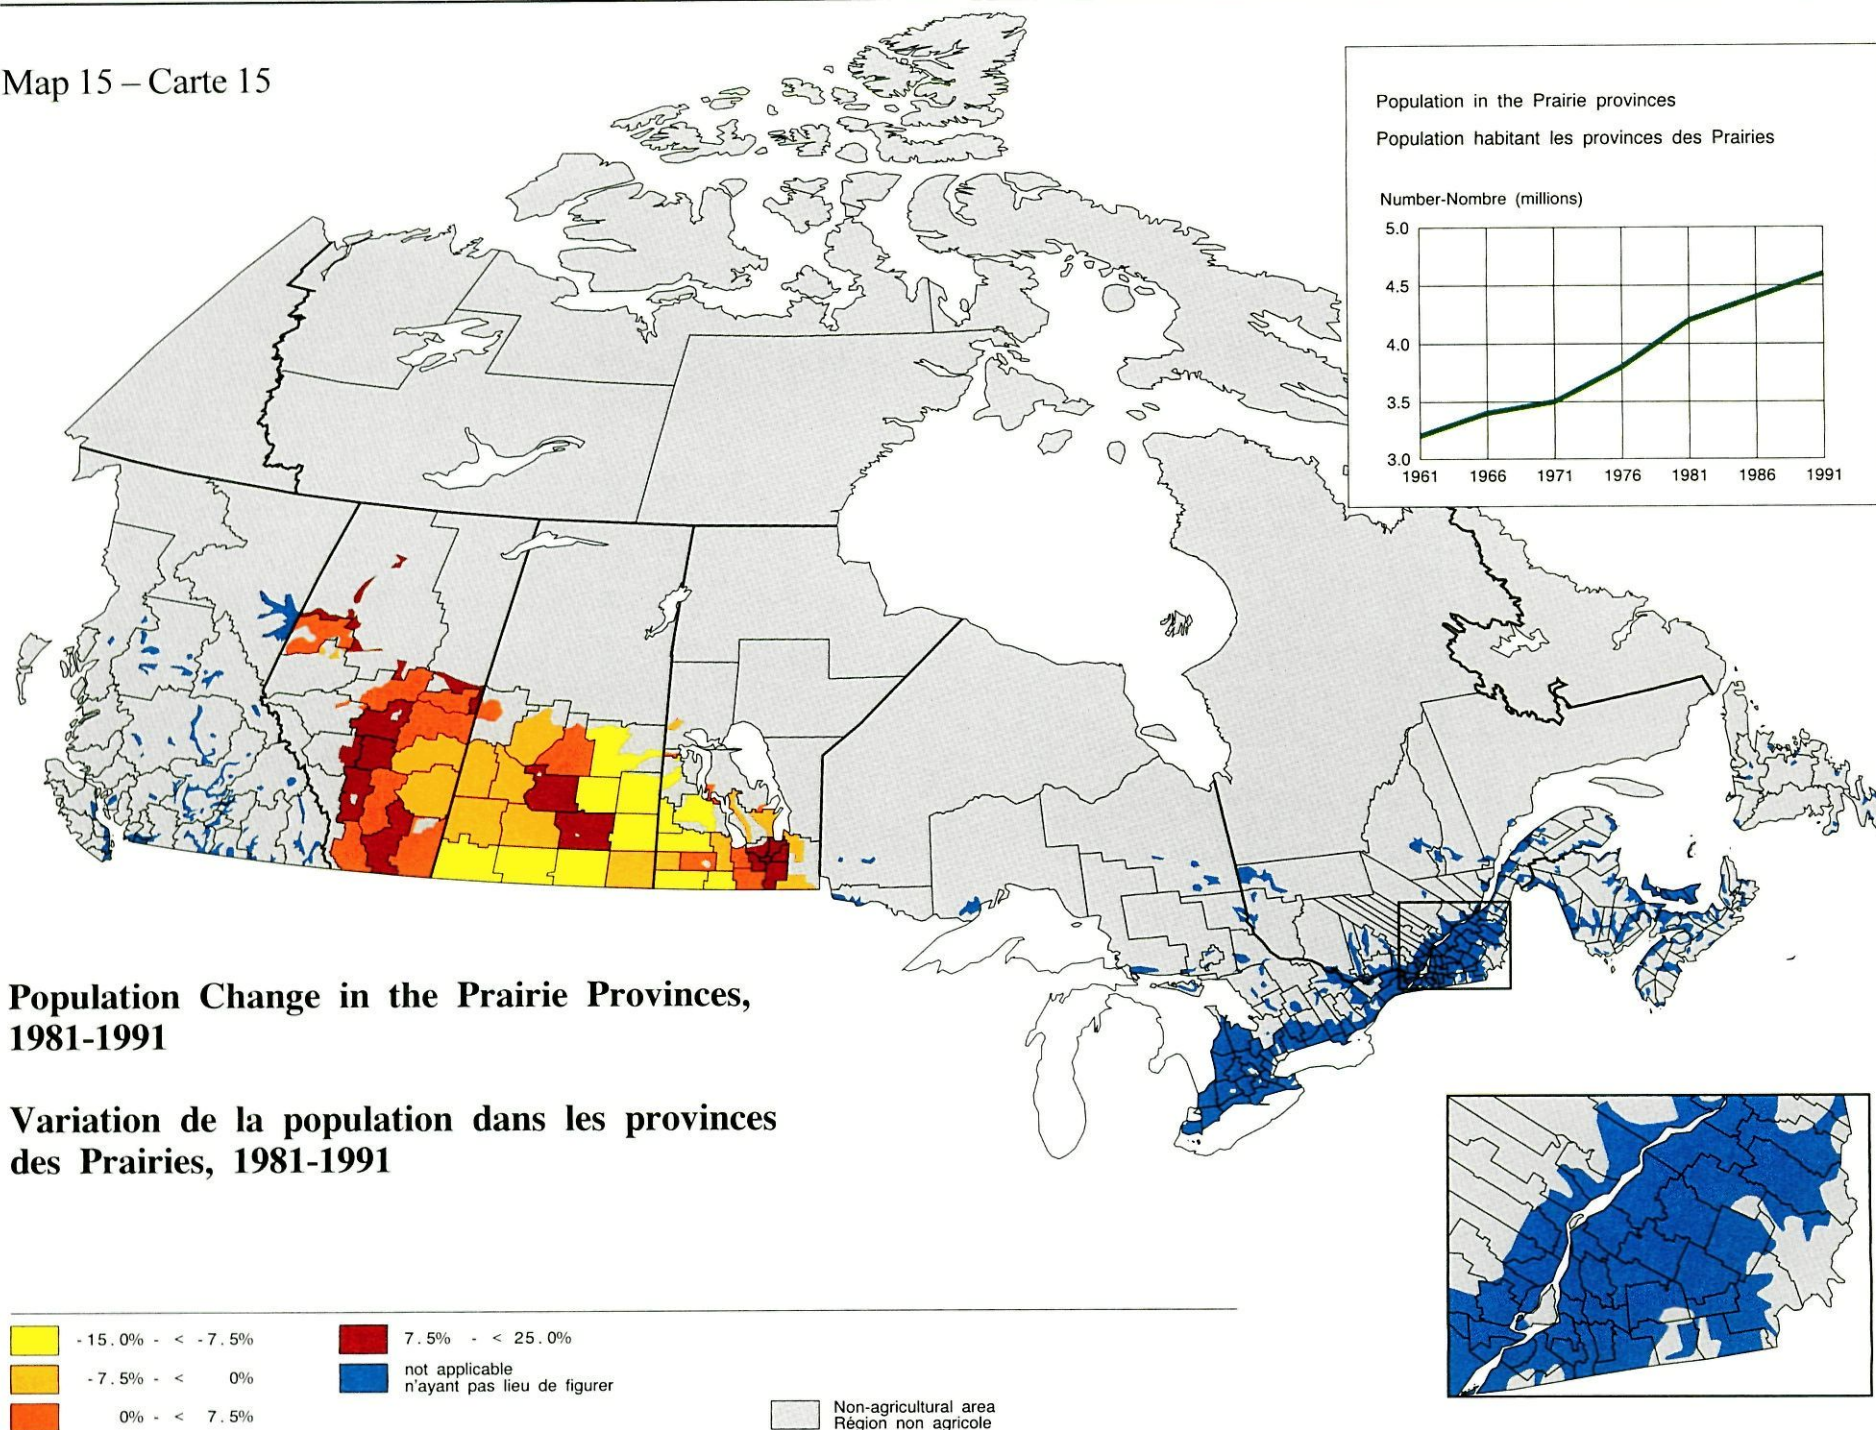 Map 15 – Carte 15
Population in the Prairie provinces
Population habitant les provinces des Prairies
Number-Nombre (millions)
5.0
4.5
4.0
3.5
3.0
1961 1966 1971 1976 1981 1986 1991
Population Change in the Prairie Provinces,
1981-1991
Variation de la population dans les provinces
des Prairies, 1981-1991
-15.0% - < -7.5%
-7.5% - < 0%
0% - < 7.5%
7.5% - < 25.0%
not applicable
n'ayant pas lieu de figurer
Non-agricultural area
Région non agricole